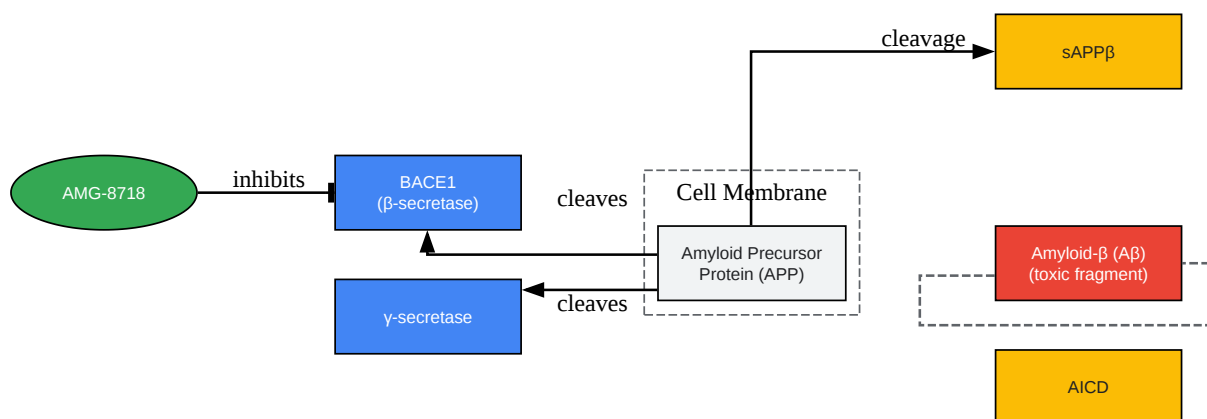 cleavage
sAPPβ
AMG-8718
inhibits
BACE1
(β-secretase)
cleaves
Cell Membrane
Amyloid Precursor
Protein (APP)
Amyloid-β (Aβ)
(toxic fragment)
γ-secretase
cleaves
AICD